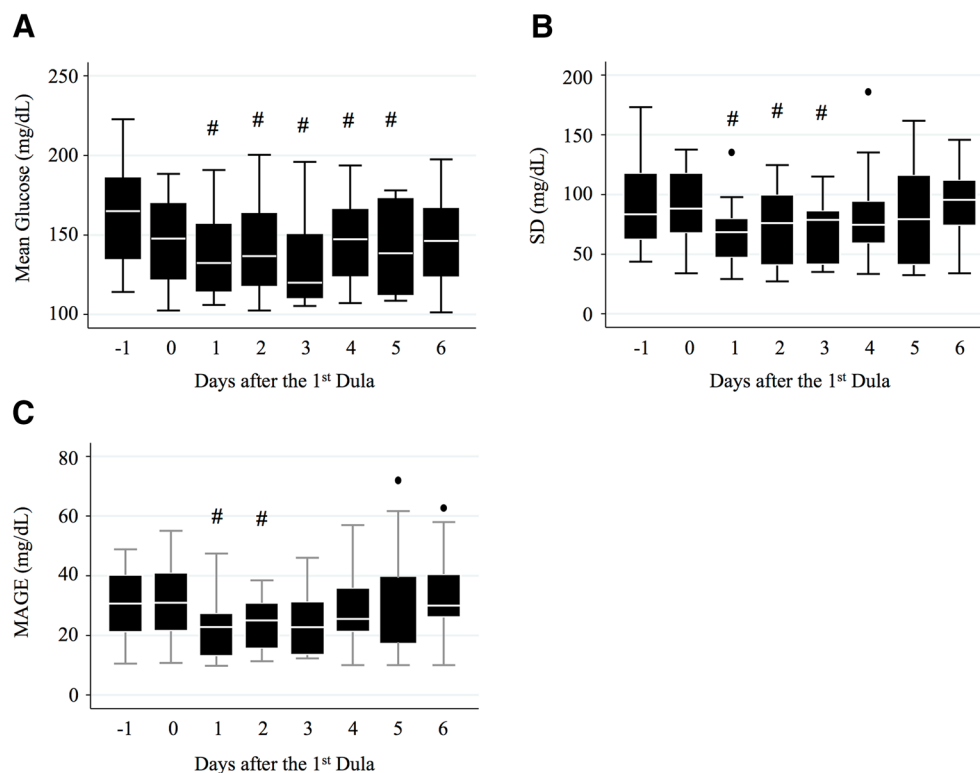 A
Mean Glucose (mg/dL)
250
200
150
100
# # # # #
-1 0 1 2 3 4 5 6
Days after the 1st Dula
B
SD (mg/dL)
200
150
100
50
0
# # #
-1 0 1 2 3 4 5 6
Days after the 1st Dula
C
MAGE (mg/dL)
80
60
40
20
0
# #
-1 0 1 2 3 4 5 6
Days after the 1st Dula